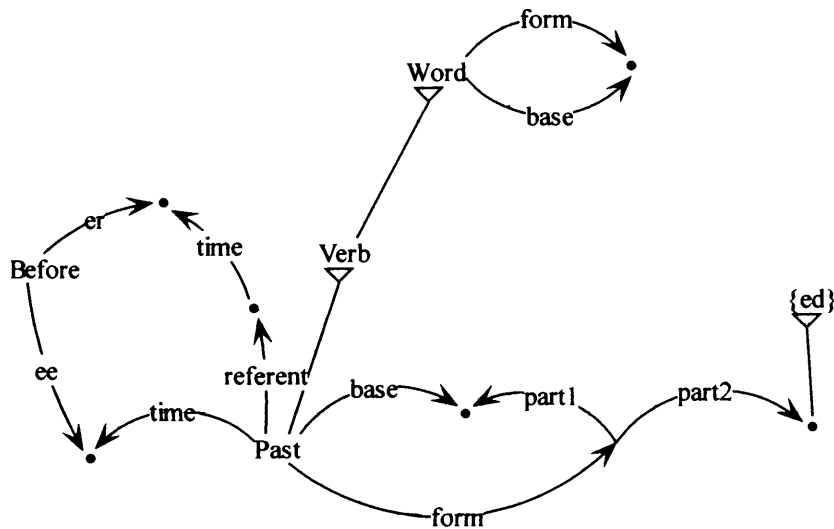 form
Word
base
er
time
Verb
Before
{ed}
ee
referent
base
part1
part2
time
Past
form